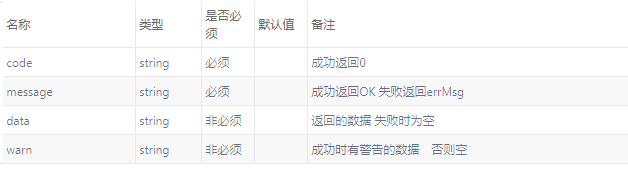 名称 类型 是否必须 默认值 备注
code string 必须 成功返回0
message string 必须 成功返回OK 失败返回errMsg
data string 非必须 返回的数据 失败时为空
warn string 非必须 成功时有警告的数据 否则空